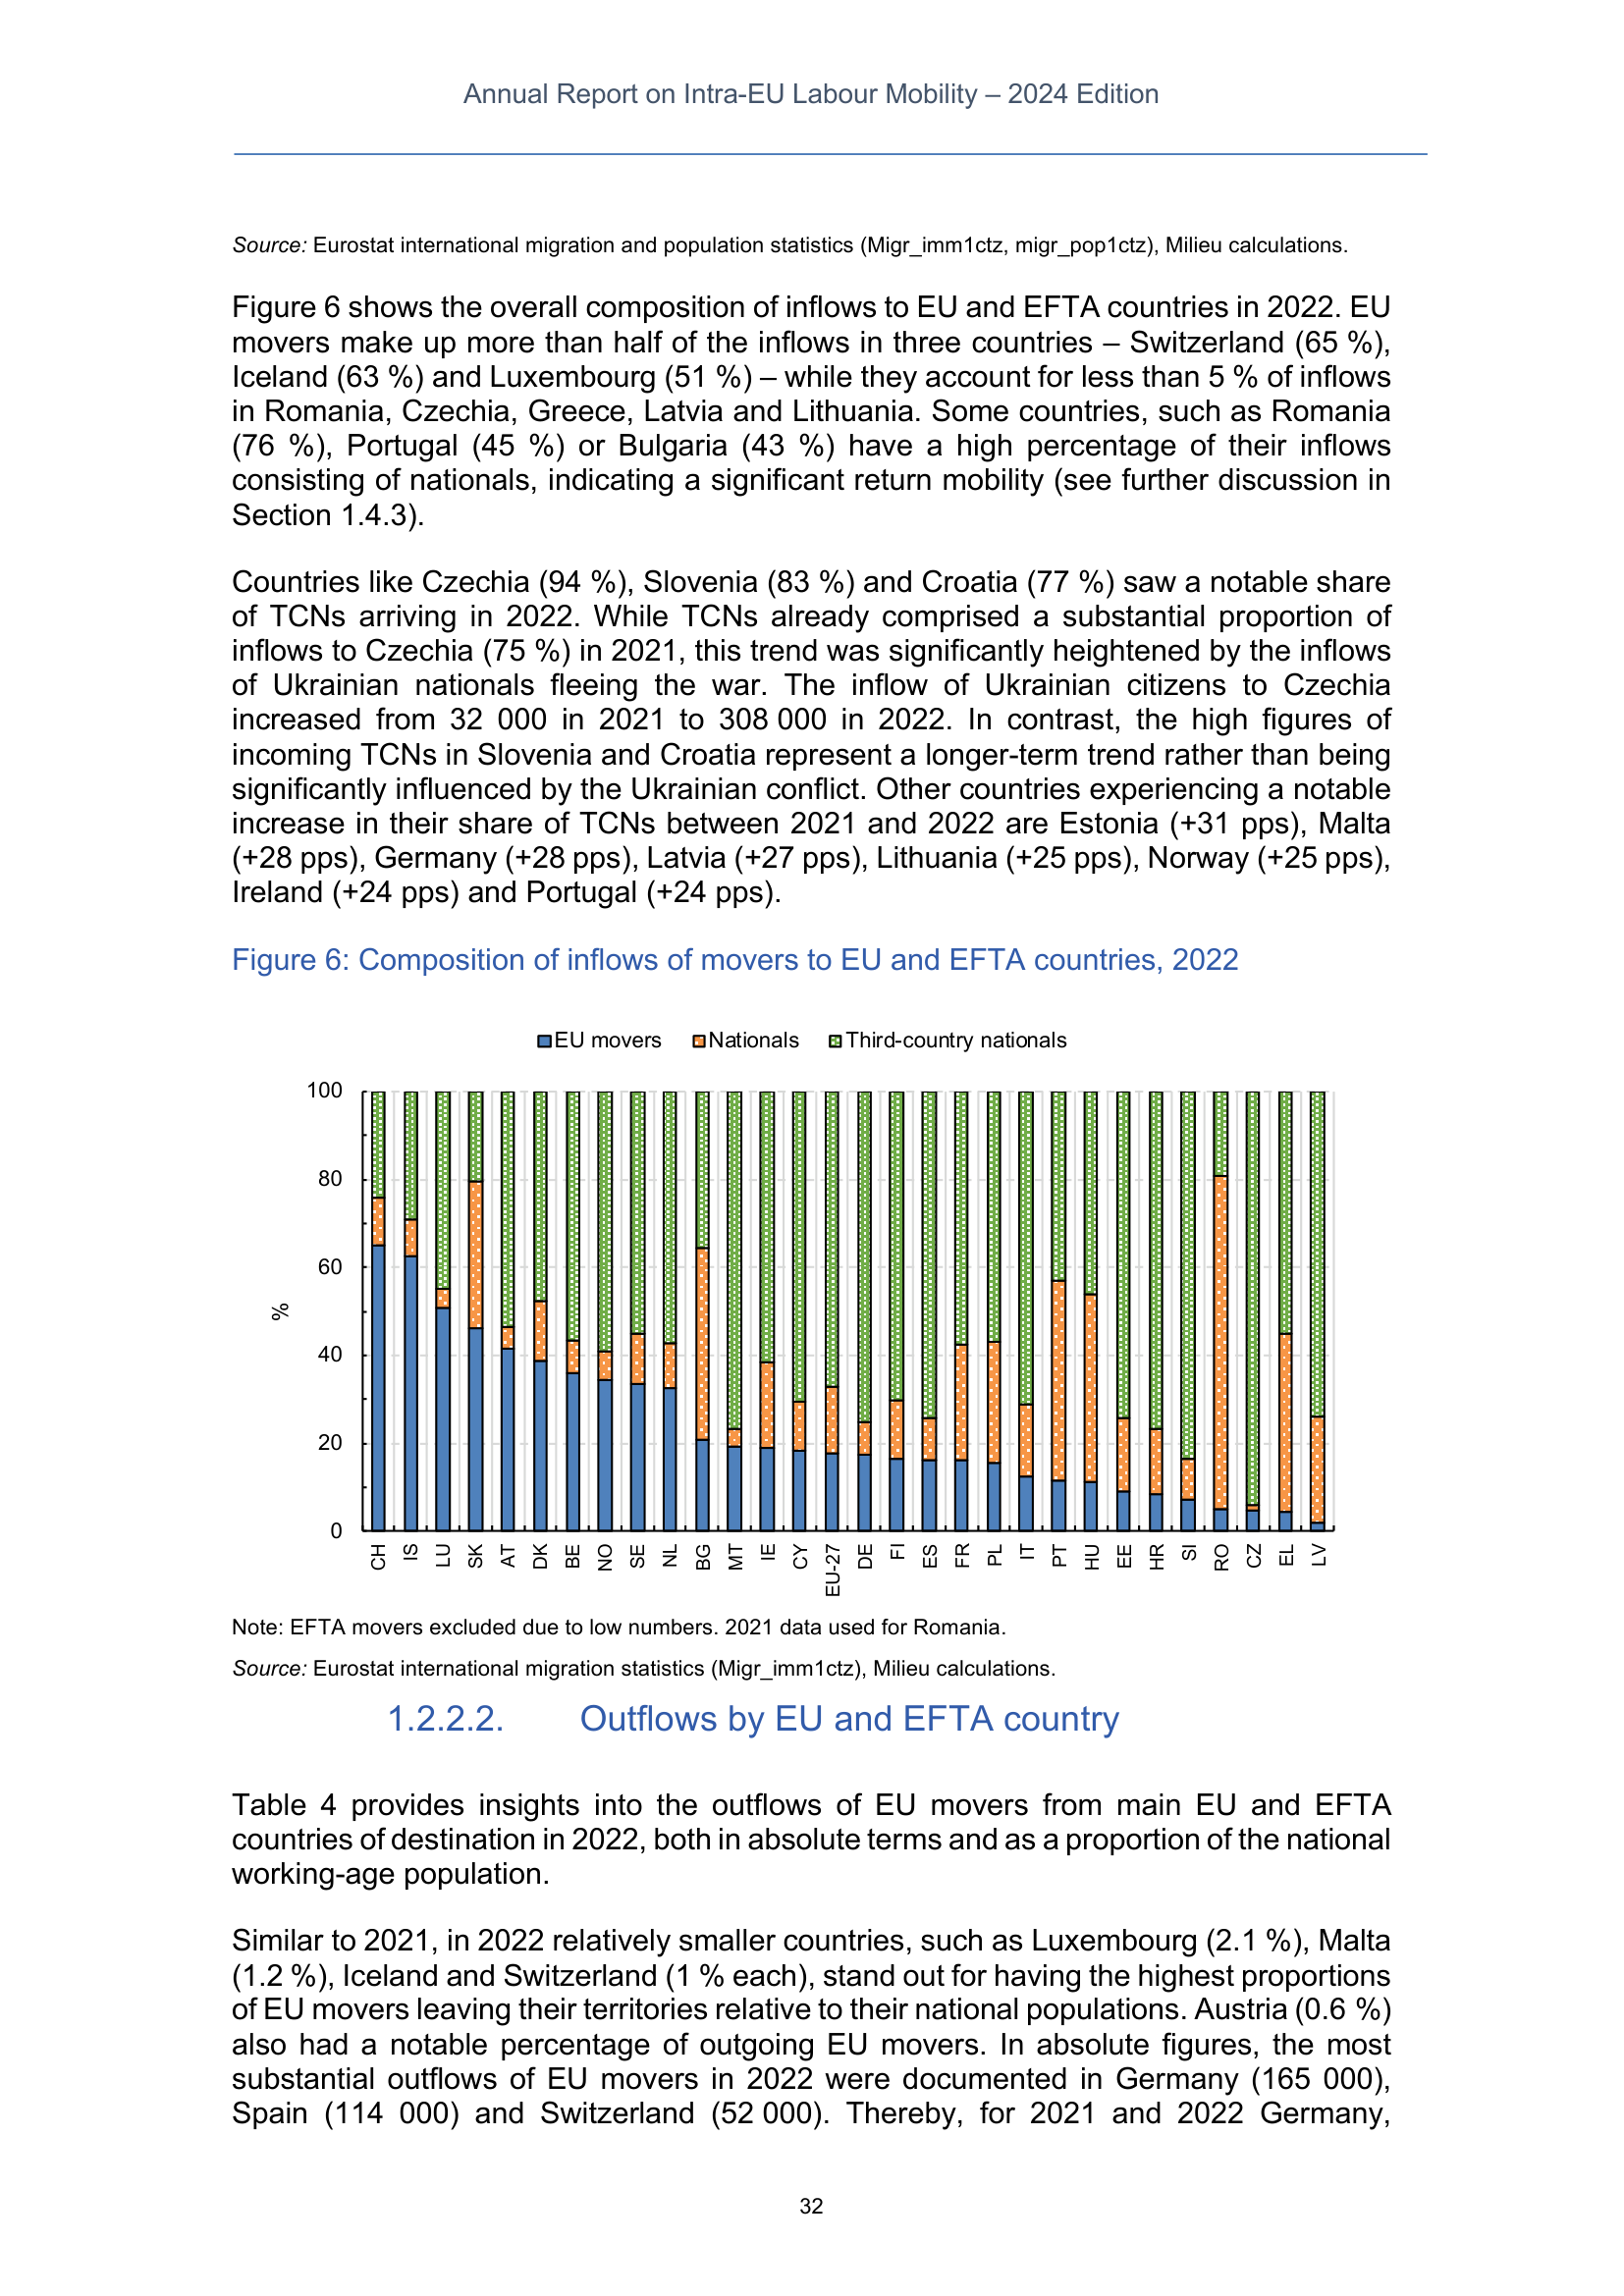 Annual Report on Intra-EU Labour Mobility – 2024 Edition
Source: Eurostat international migration and population statistics (Migr_imm1ctz, migr_pop1ctz), Milieu calculations.
Figure 6 shows the overall composition of inflows to EU and EFTA countries in 2022. EU
movers make up more than half of the inflows in three countries – Switzerland (65 %),
Iceland (63 %) and Luxembourg (51 %) – while they account for less than 5 % of inflows
in Romania, Czechia, Greece, Latvia and Lithuania. Some countries, such as Romania
(76 %), Portugal (45 %) or Bulgaria (43 %) have a high percentage of their inflows
consisting of nationals, indicating a significant return mobility (see further discussion in
Section 1.4.3).
Countries like Czechia (94 %), Slovenia (83 %) and Croatia (77 %) saw a notable share
of TCNs arriving in 2022. While TCNs already comprised a substantial proportion of
inflows to Czechia (75 %) in 2021, this trend was significantly heightened by the inflows
of Ukrainian nationals fleeing the war. The inflow of Ukrainian citizens to Czechia
increased from 32 000 in 2021 to 308 000 in 2022. In contrast, the high figures of
incoming TCNs in Slovenia and Croatia represent a longer-term trend rather than being
significantly influenced by the Ukrainian conflict. Other countries experiencing a notable
increase in their share of TCNs between 2021 and 2022 are Estonia (+31 pps), Malta
(+28 pps), Germany (+28 pps), Latvia (+27 pps), Lithuania (+25 pps), Norway (+25 pps),
Ireland (+24 pps) and Portugal (+24 pps).
Figure 6: Composition of inflows of movers to EU and EFTA countries, 2022
EU movers Nationals Third-country nationals
100
80
60
%
40
20
0
CH IS LU SK AT DK BE NO SE NL BG MT IE CY EU-27 DE FI ES FR PL IT PT HU EE HR SI RO CZ EL LV
Note: EFTA movers excluded due to low numbers. 2021 data used for Romania.
Source: Eurostat international migration statistics (Migr_imm1ctz), Milieu calculations.
1.2.2.2. Outflows by EU and EFTA country
Table 4 provides insights into the outflows of EU movers from main EU and EFTA
countries of destination in 2022, both in absolute terms and as a proportion of the national
working-age population.
Similar to 2021, in 2022 relatively smaller countries, such as Luxembourg (2.1 %), Malta
(1.2 %), Iceland and Switzerland (1 % each), stand out for having the highest proportions
of EU movers leaving their territories relative to their national populations. Austria (0.6 %)
also had a notable percentage of outgoing EU movers. In absolute figures, the most
substantial outflows of EU movers in 2022 were documented in Germany (165 000),
Spain (114 000) and Switzerland (52 000). Thereby, for 2021 and 2022 Germany,
32